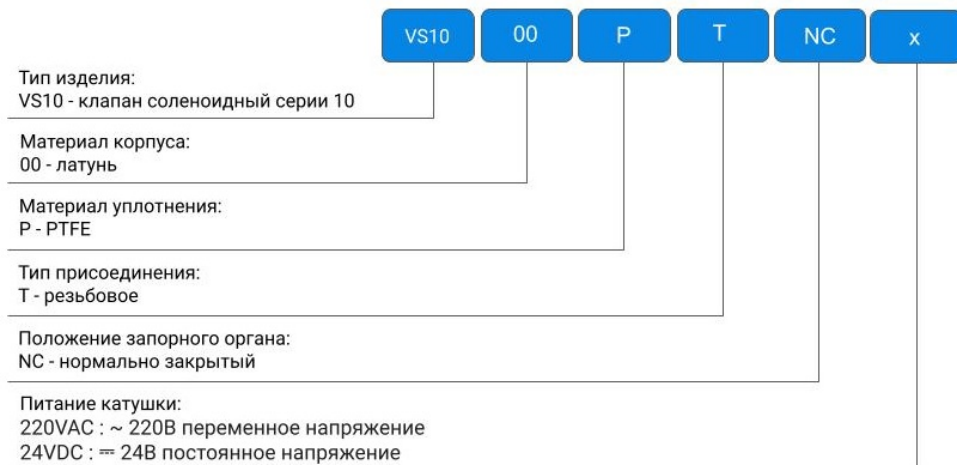 VS10 00 P T NC x
Тип изделия:
VS10 - клапан соленоидный серии 10
Материал корпуса:
00 - латунь
Материал уплотнения:
P - PTFE
Тип присоединения:
T - резьбовое
Положение запорного органа:
NC - нормально закрытый
Питание катушки:
220VAC : ~ 220В переменное напряжение
24VDC : ⎓ 24В постоянное напряжение